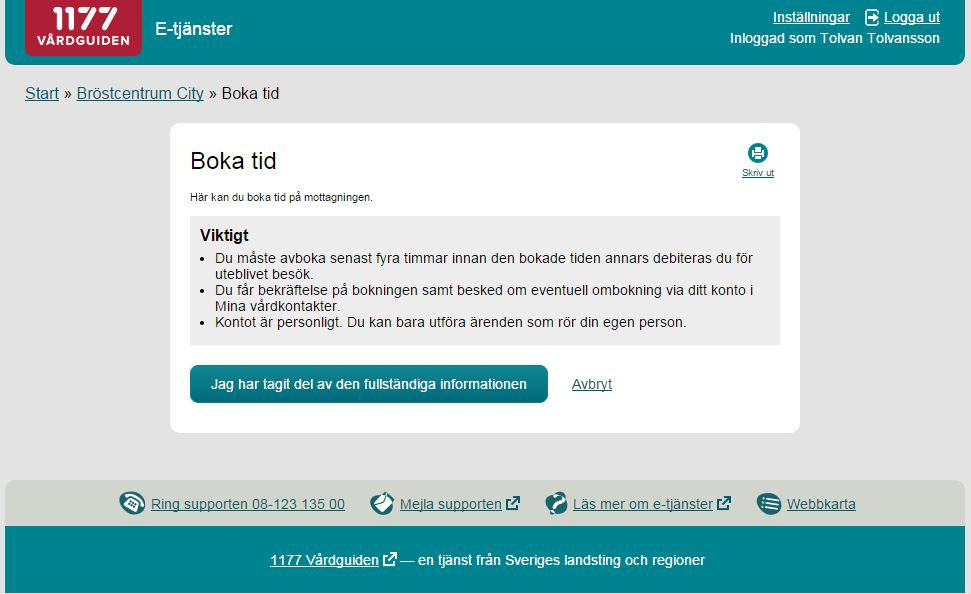 1177
VÅRDGUIDEN
E-tjänster
Inställningar Logga ut
Inloggad som Tolvan Tolvansson
Start » Bröstcentrum City » Boka tid
Boka tid
Skriv ut
Här kan du boka tid på mottagningen.
Viktigt
• Du måste avboka senast fyra timmar innan den bokade tiden annars debiteras du för
uteblivet besök.
• Du får bekräftelse på bokningen samt besked om eventuell ombokning via ditt konto i
Mina vårdkontakter.
• Kontot är personligt. Du kan bara utföra ärenden som rör din egen person.
Jag har tagit del av den fullständiga informationen Avbryt
Ring supporten 08-123 135 00 Mejla supporten Läs mer om e-tjänster Webbkarta
1177 Vårdguiden — en tjänst från Sveriges landsting och regioner